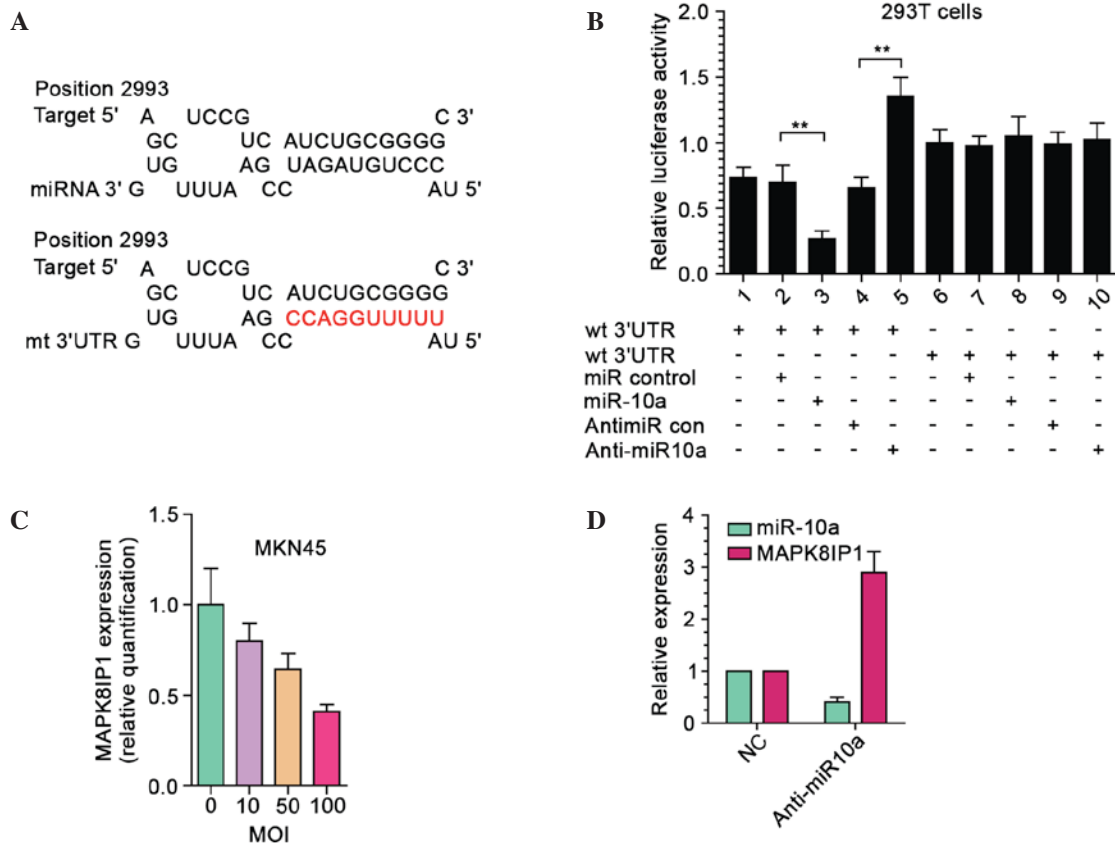 A
Position 2993
Target 5' A UCCG C 3'
GC UC AUCUGCGGGG
UG AG UAGAUGUCCC
miRNA 3' G UUUA CC AU 5'
Position 2993
Target 5' A UCCG C 3'
GC UC AUCUGCGGGG
UG AG CCAGGUUUUU
mt 3'UTR G UUUA CC AU 5'
B
293T cells
Relative luciferase activity
2.0
1.5
1.0
0.5
0.0
**
**
1 2 3 4 5 6 7 8 9 10
wt 3'UTR + + + + + - - - - -
wt 3'UTR - - - - - + + + + +
miR control - + - - - - + - - -
miR-10a - - + - - - - + - -
AntimiR con - - - + - - - - + -
Anti-miR10a - - - - + - - - - +
C
MKN45
MAPK8IP1 expression
(relative quantification)
1.5
1.0
0.5
0.0
0 10 50 100
MOI
D
miR-10a
MAPK8IP1
Relative expression
4
3
2
1
0
NC
Anti-miR10a